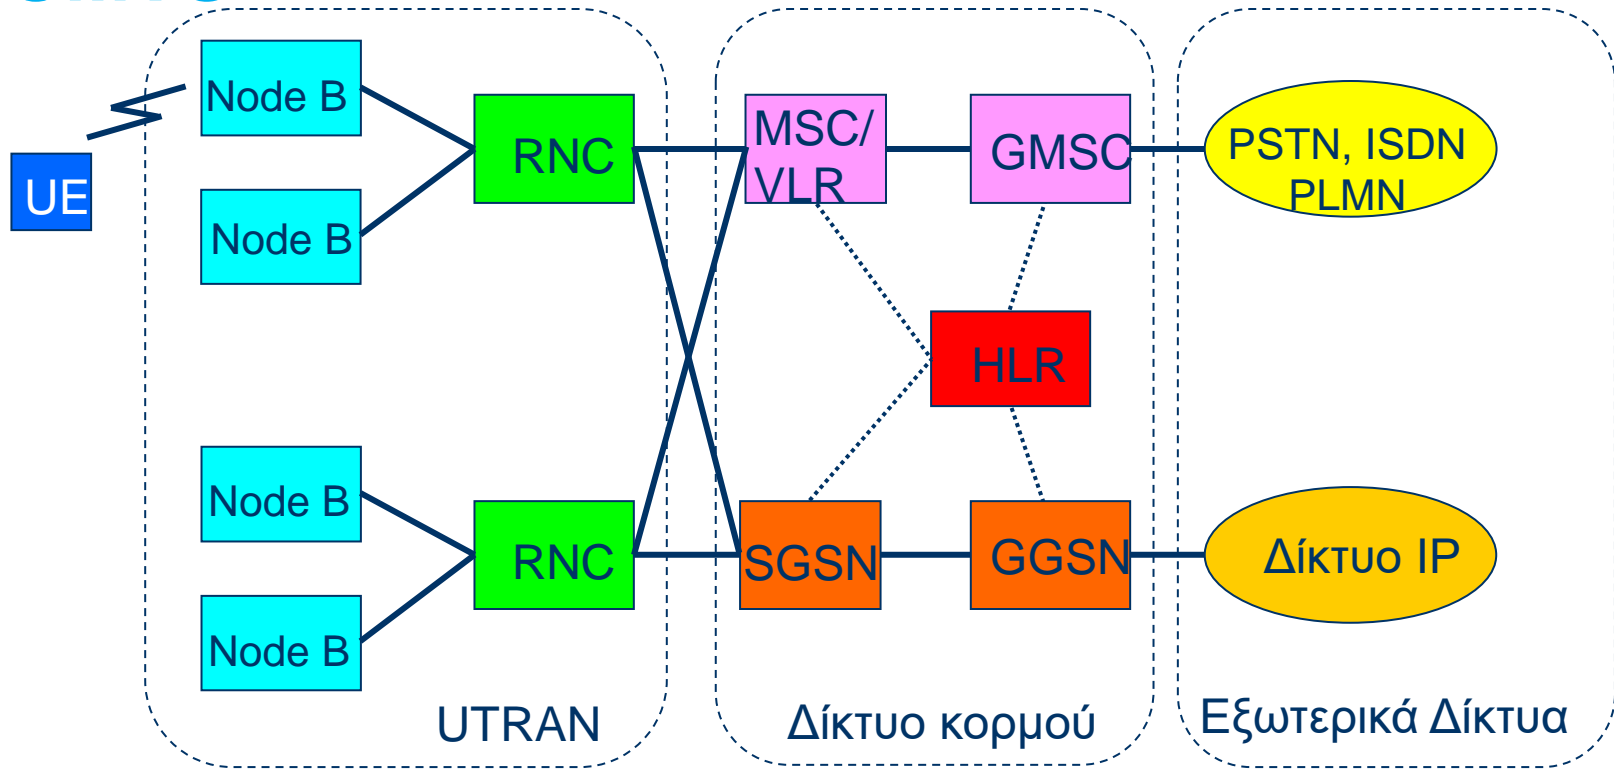 Node B
MSC/
VLR
RNC
GMSC
PSTN, ISDN
PLMN
UE
Node B
HLR
Node B
RNC
SGSN
GGSN
Δίκτυο IP
Node B
UTRAN
Δίκτυο κορμού
Εξωτερικά Δίκτυα